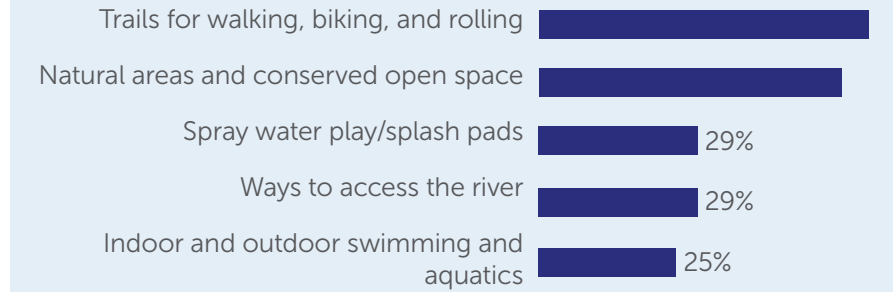 Trails for walking, biking, and rolling
Natural areas and conserved open space
Spray water play/splash pads
29%
Ways to access the river
29%
Indoor and outdoor swimming and
aquatics
25%